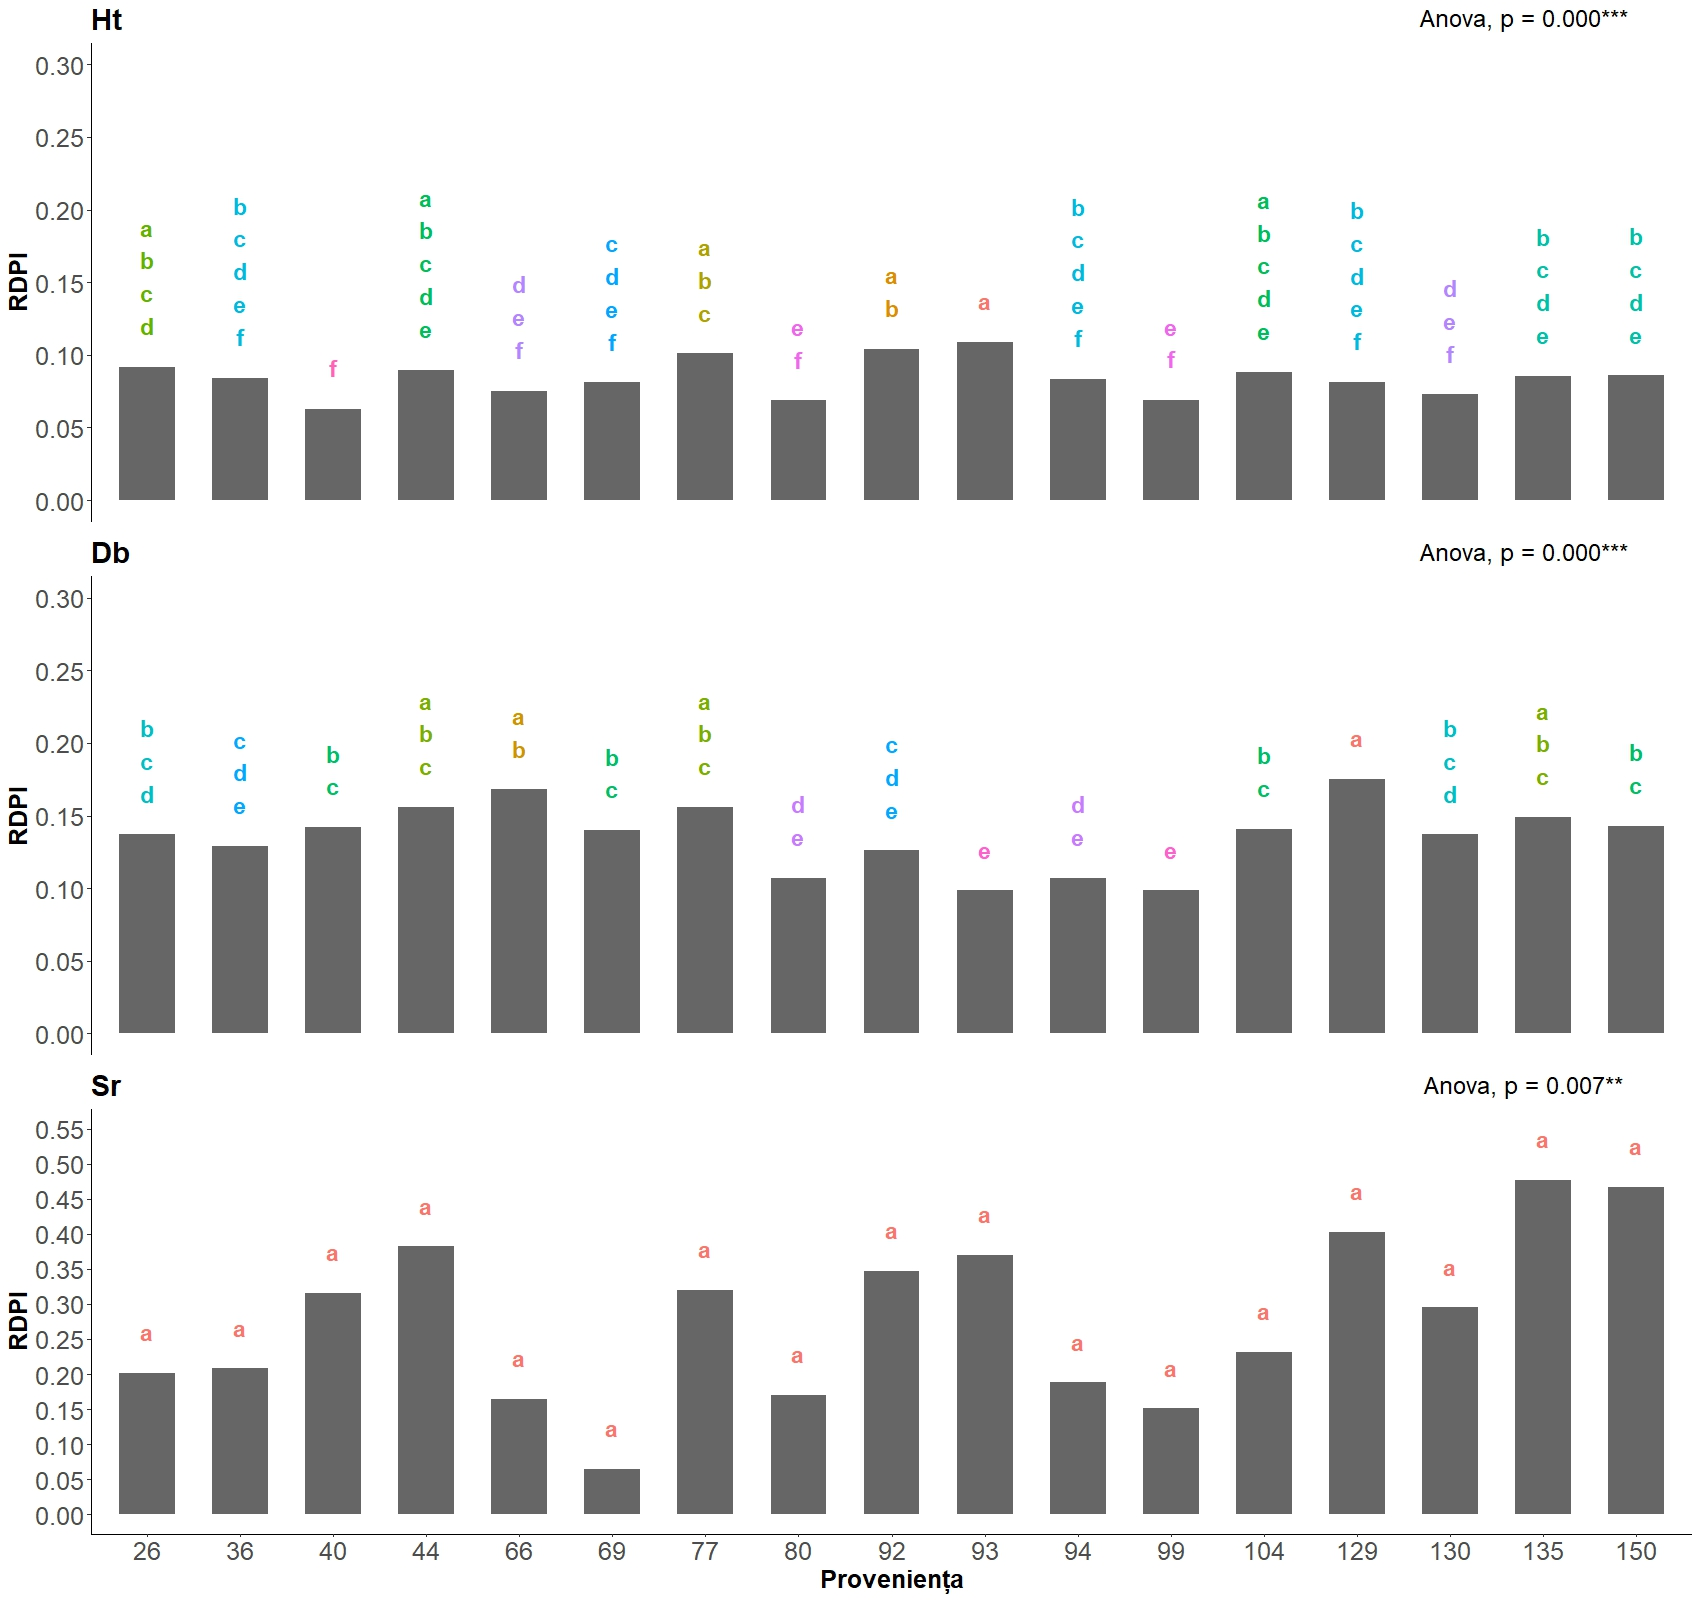 Ht
Anova, p = 0.000***
RDPI
0.30
0.25
0.20
0.15
0.10
0.05
0.00
a b c d
b c d e f
f
a b c d e
d e f
c d e f
a b c
e f
a b
a
b c d e f
e f
a b c d e
b c d e f
d e f
b c d e
b c d e
Db
Anova, p = 0.000***
RDPI
0.30
0.25
0.20
0.15
0.10
0.05
0.00
b c d
c d e
b c
a b c
a b
b c
a b c
d e
c d e
e
d e
e
b c
a
b c d
a b c
b c
Sr
Anova, p = 0.007**
RDPI
0.55
0.50
0.45
0.40
0.35
0.30
0.25
0.20
0.15
0.10
0.05
0.00
a a a a a a a a a a a a a a a a a
26 36 40 44 66 69 77 80 92 93 94 99 104 129 130 135 150
Proveniența